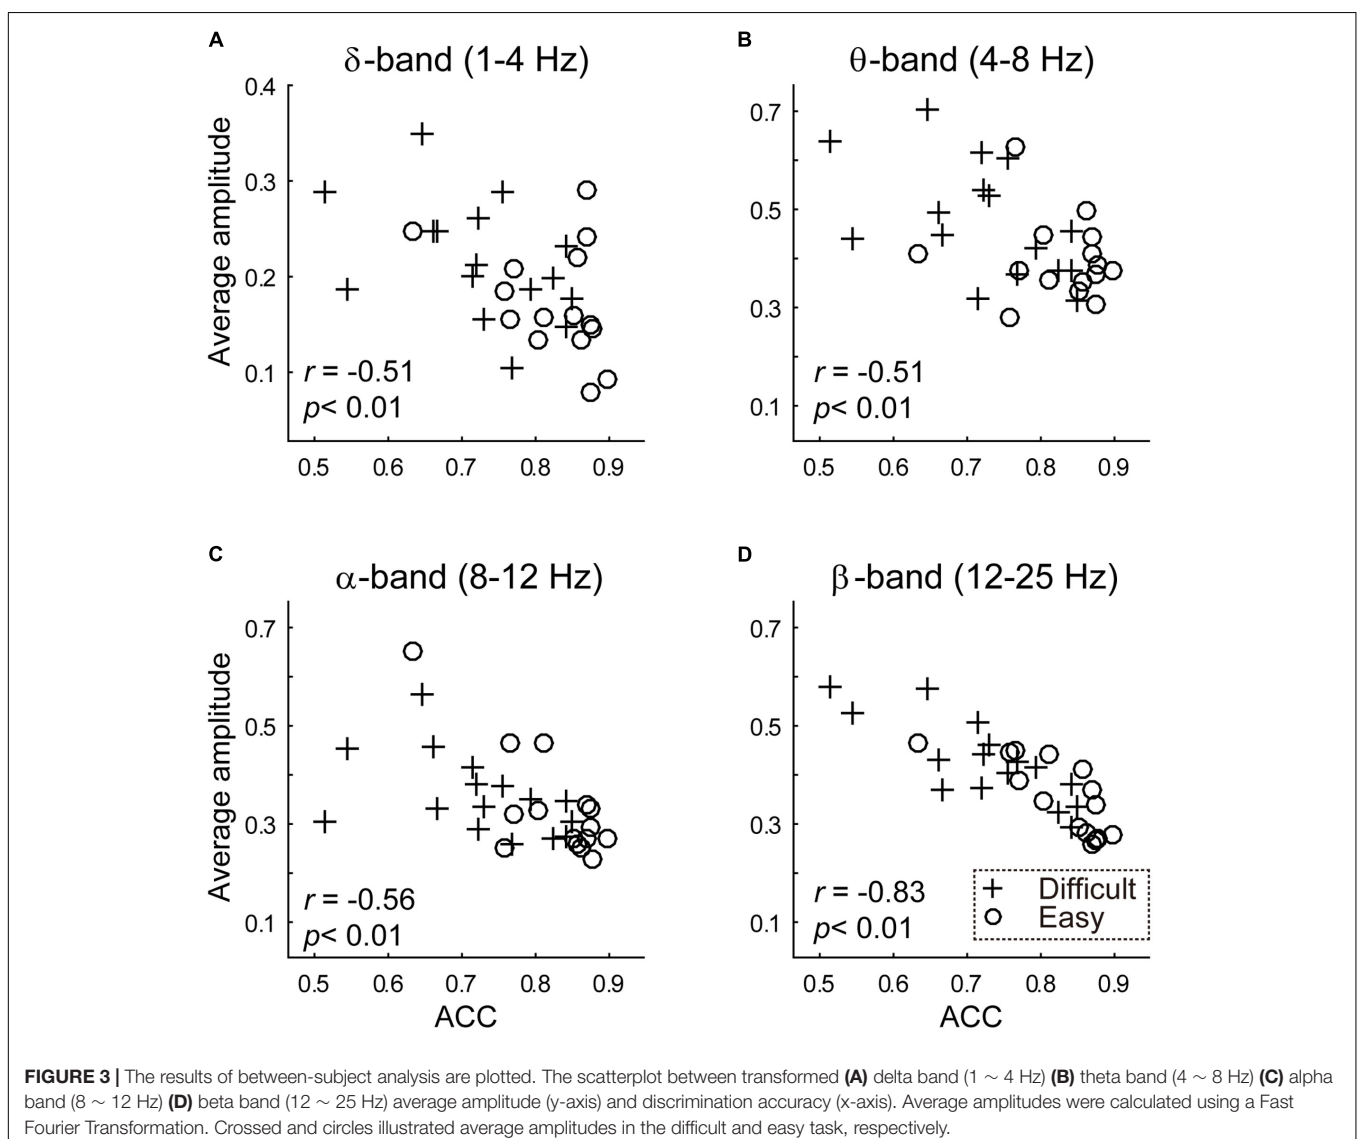 A
δ-band (1-4 Hz)
0.4
0.3
0.2
0.1
Average amplitude
r = -0.51
p< 0.01
0.5 0.6 0.7 0.8 0.9
B
θ-band (4-8 Hz)
0.7
0.5
0.3
0.1
r = -0.51
p< 0.01
0.5 0.6 0.7 0.8 0.9
C
α-band (8-12 Hz)
0.7
0.5
0.3
0.1
Average amplitude
r = -0.56
p< 0.01
0.5 0.6 0.7 0.8 0.9
ACC
D
β-band (12-25 Hz)
0.7
0.5
0.3
0.1
r = -0.83
p< 0.01
Difficult
Easy
0.5 0.6 0.7 0.8 0.9
ACC
FIGURE 3 | The results of between-subject analysis are plotted. The scatterplot between transformed (A) delta band (1 ∼ 4 Hz) (B) theta band (4 ∼ 8 Hz) (C) alpha
band (8 ∼ 12 Hz) (D) beta band (12 ∼ 25 Hz) average amplitude (y-axis) and discrimination accuracy (x-axis). Average amplitudes were calculated using a Fast
Fourier Transformation. Crossed and circles illustrated average amplitudes in the difficult and easy task, respectively.